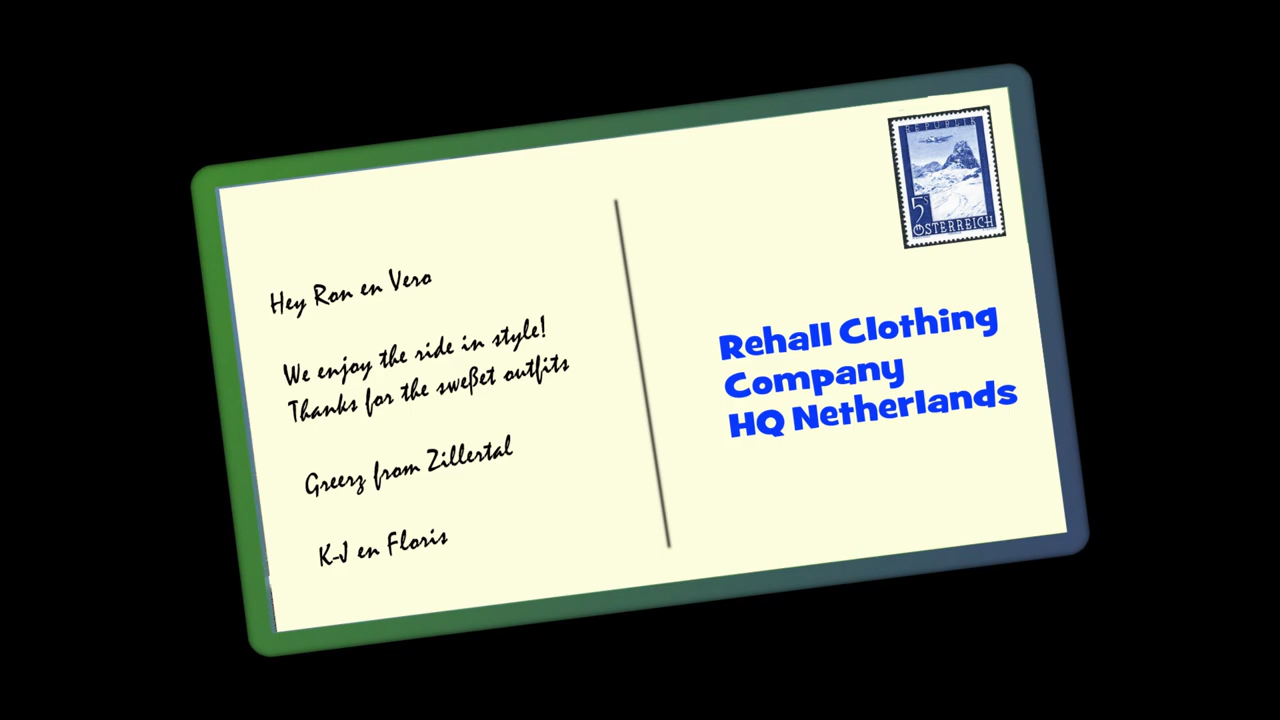 Hey Ron en Vero
We enjoy the ride in style!
Thanks for the sweßet outfits
Greerz from Zillertal
K-J en Floris
REPUBLIK
5S
ÖSTERREICH
Rehall Clothing
Company
HQ Netherlands